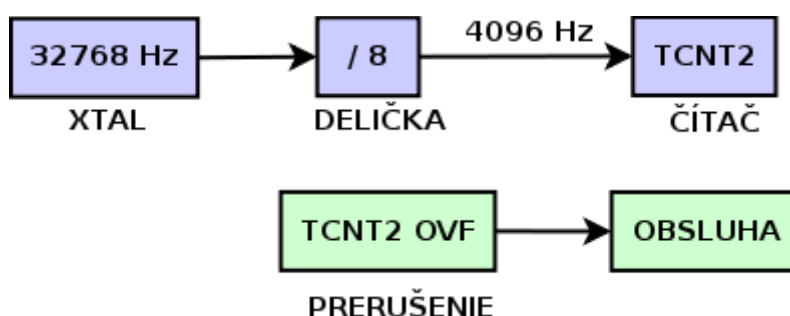 4096 Hz
32768 Hz
/ 8
TCNT2
XTAL
DELIČKA
ČÍTAČ
TCNT2 OVF
OBSLUHA
PRERUŠENIE